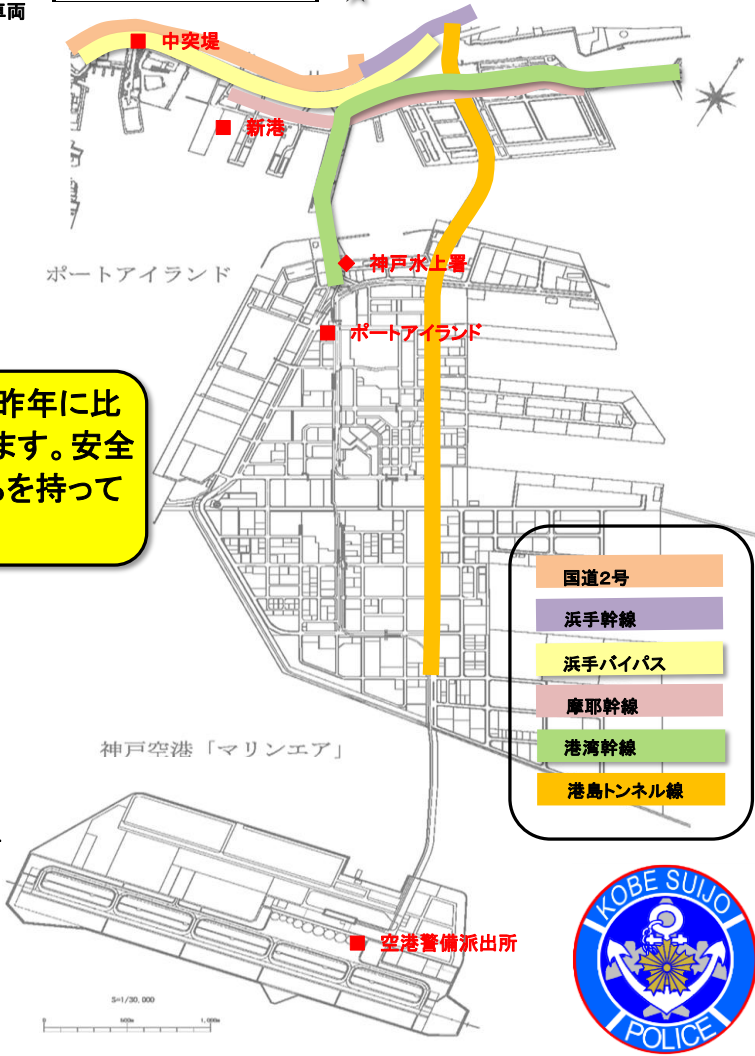 車両
中突堤
新港
神戸水上署
ポートアイランド
ポートアイランド
昨年に比
ます。安全
を持って
国道2号
浜手幹線
浜手バイパス
摩耶幹線
港湾幹線
港島トンネル線
神戸空港「マリンエア」
空港警備派出所
S=1/30,000
0 500m 1,000m
KOBE SUIJO
POLICE